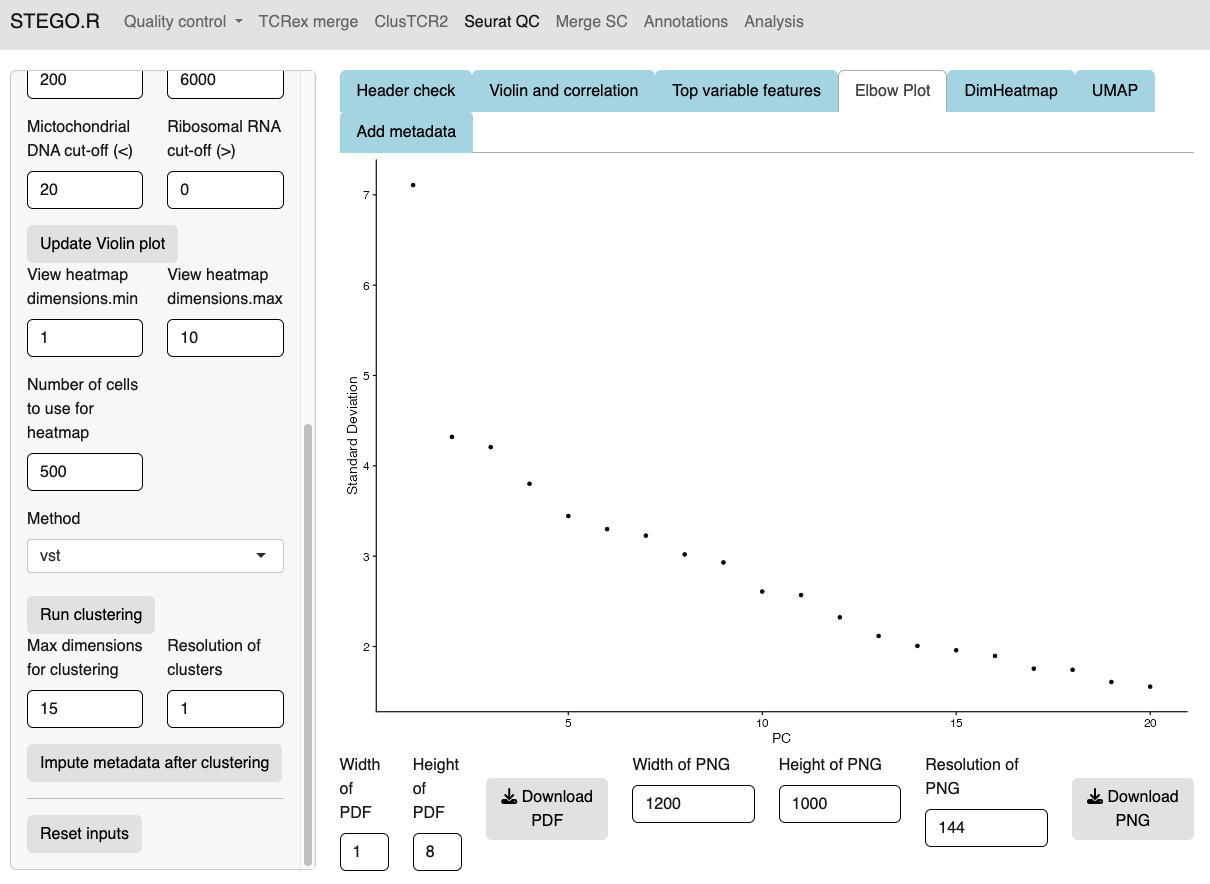 STEGO.R Quality control TCRex merge ClusTCR2 Seurat QC Merge SC Annotations Analysis
200 6000
Mictochondrial
DNA cut-off (<)
Ribosomal RNA
cut-off (>)
20 0
Update Violin plot
View heatmap
dimensions.min
View heatmap
dimensions.max
1 10
Number of cells
to use for
heatmap
500
Method
vst
Run clustering
Max dimensions
for clustering
Resolution of
clusters
15 1
Impute metadata after clustering
Reset inputs
Header check Violin and correlation Top variable features Elbow Plot DimHeatmap UMAP
Add metadata
Standard Deviation
7
6
5
4
3
2
5 10 15 20
PC
Width
of
PDF
1
Height
of
PDF
8
Download
PDF
Width of PNG
1200
Height of PNG
1000
Resolution of
PNG
144
Download
PNG